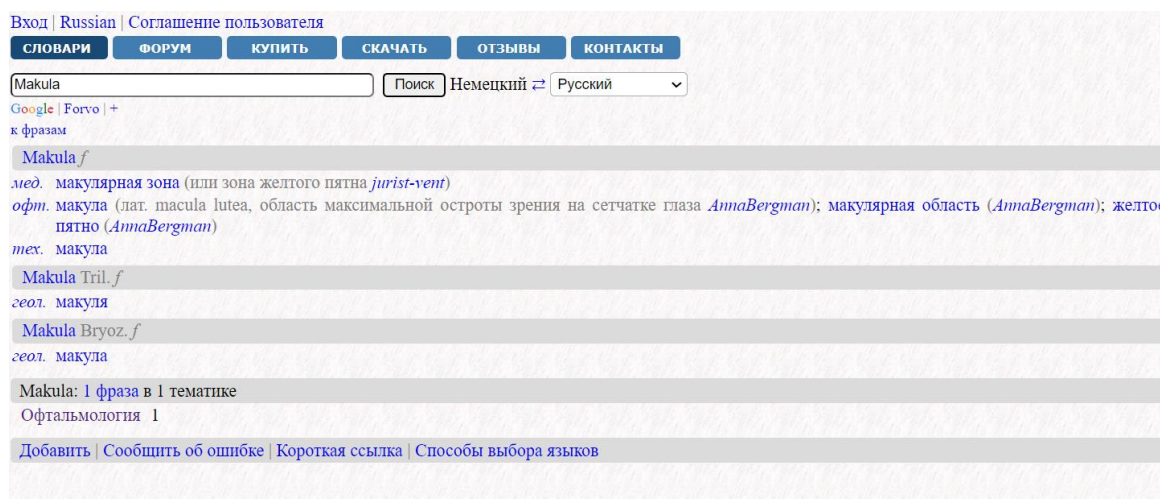 Вход | Russian | Соглашение пользователя
СЛОВАРИ ФОРУМ КУПИТЬ СКАЧАТЬ ОТЗЫВЫ КОНТАКТЫ
Makula Поиск Немецкий ⇄ Русский
Google | Forvo | +
к фразам
Makula f
мед. макулярная зона (или зона желтого пятна jurist-vent)
офт. макула (лат. macula lutea, область максимальной остроты зрения на сетчатке глаза AnnaBergman); макулярная область (AnnaBergman); желто
пятно (AnnaBergman)
тех. макула
Makula Tril. f
геол. макуля
Makula Bryoz. f
геол. макула
Makula: 1 фраза в 1 тематике
Офтальмология 1
Добавить | Сообщить об ошибке | Короткая ссылка | Способы выбора языков